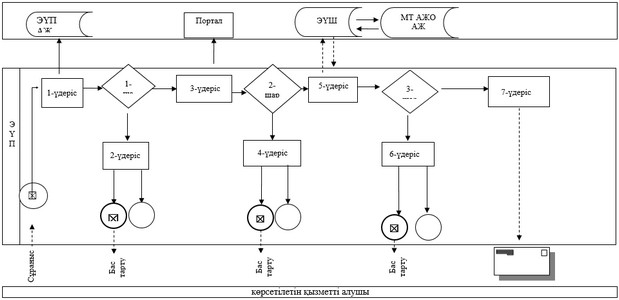 ЭҮП
АЖ
Портал
ЭҮШ
МТ АЖО
АЖ
ЭҮП
1-үдеріс
1-
3-үдеріс
2-
шар
5-үдеріс
3-
7-үдеріс
2-үдеріс
4-үдеріс
6-үдеріс
Сұраныс
Бас
тарту
Бас
тарту
Бас
тарту
көрсетілетін қызметті алушы